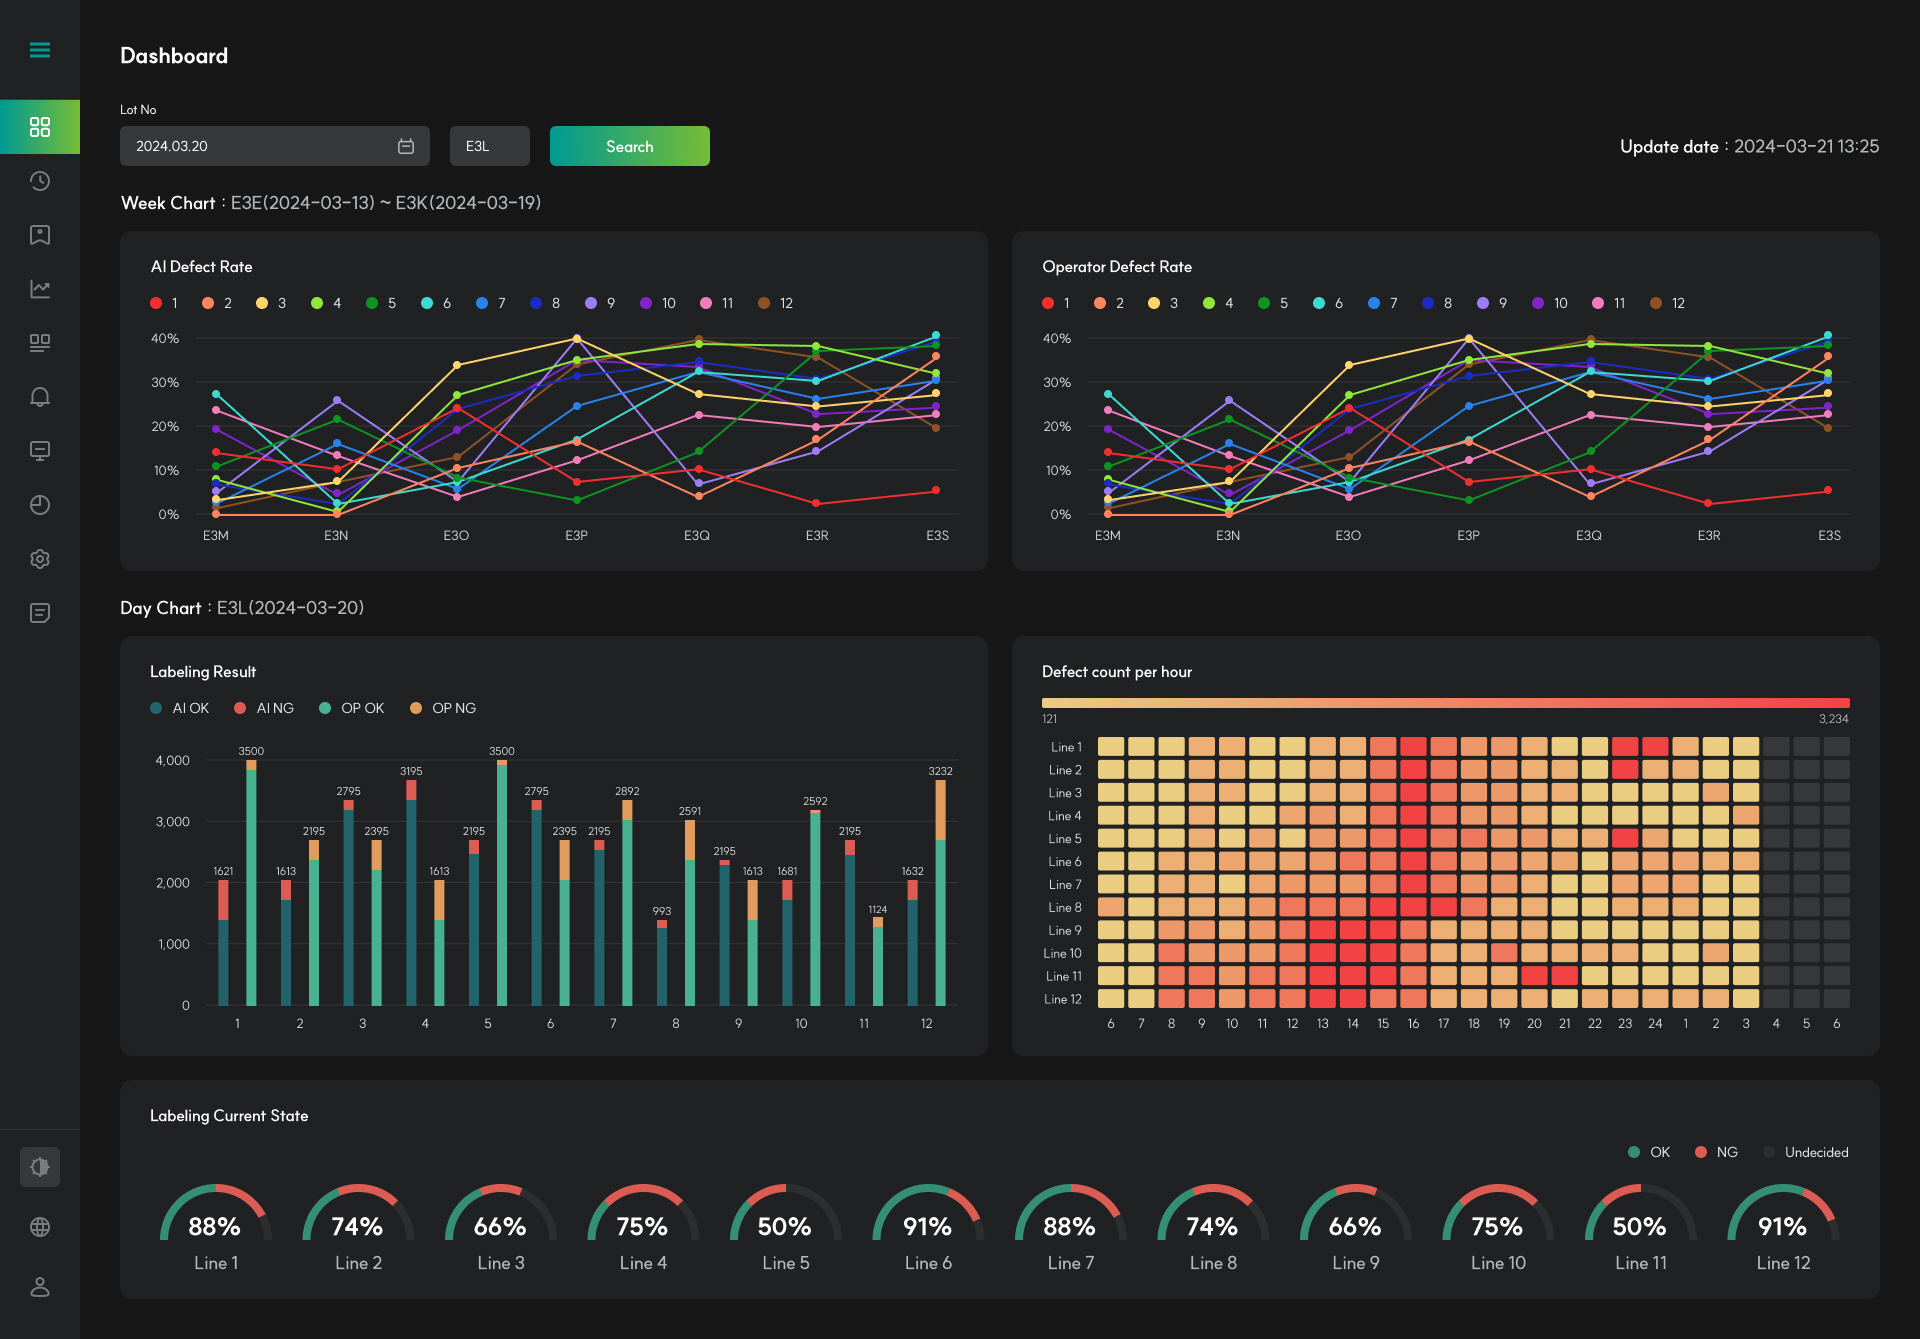 Dashboard
Lot No
2024.03.20
E3L
Search
Update date : 2024-03-21 13:25
Week Chart : E3E(2024-03-13) ~ E3K(2024-03-19)
AI Defect Rate
1 2 3 4 5 6 7 8 9 10 11 12
40%
30%
20%
10%
0%
E3M E3N E3O E3P E3Q E3R E3S
Operator Defect Rate
1 2 3 4 5 6 7 8 9 10 11 12
40%
30%
20%
10%
0%
E3M E3N E3O E3P E3Q E3R E3S
Day Chart : E3L(2024-03-20)
Labeling Result
AI OK AI NG OP OK OP NG
4,000
3,000
2,000
1,000
0
1621 3500 1613 2195 2795 2395 3195 1613 2195 3500 2795 2395 2195 2892 993 2591 2195 1613 1681 2592 2195 1124 1632 3232
1 2 3 4 5 6 7 8 9 10 11 12
Defect count per hour
121 3,234
Line 1
Line 2
Line 3
Line 4
Line 5
Line 6
Line 7
Line 8
Line 9
Line 10
Line 11
Line 12
6 7 8 9 10 11 12 13 14 15 16 17 18 19 20 21 22 23 24 1 2 3 4 5 6
Labeling Current State
OK NG Undecided
88% 74% 66% 75% 50% 91% 88% 74% 66% 75% 50% 91%
Line 1 Line 2 Line 3 Line 4 Line 5 Line 6 Line 7 Line 8 Line 9 Line 10 Line 11 Line 12